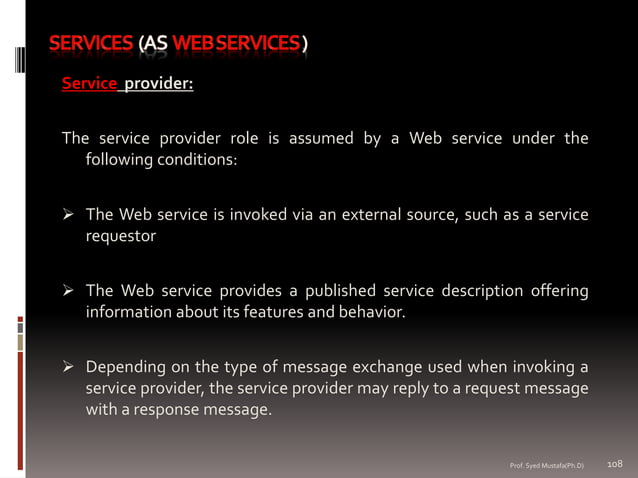 SERVICES (AS WEB SERVICES)
Service provider:
The service provider role is assumed by a Web service under the
following conditions:
➢ The Web service is invoked via an external source, such as a service
requestor
➢ The Web service provides a published service description offering
information about its features and behavior.
➢ Depending on the type of message exchange used when invoking a
service provider, the service provider may reply to a request message
with a response message.
Prof. Syed Mustafa(Ph.D) 108